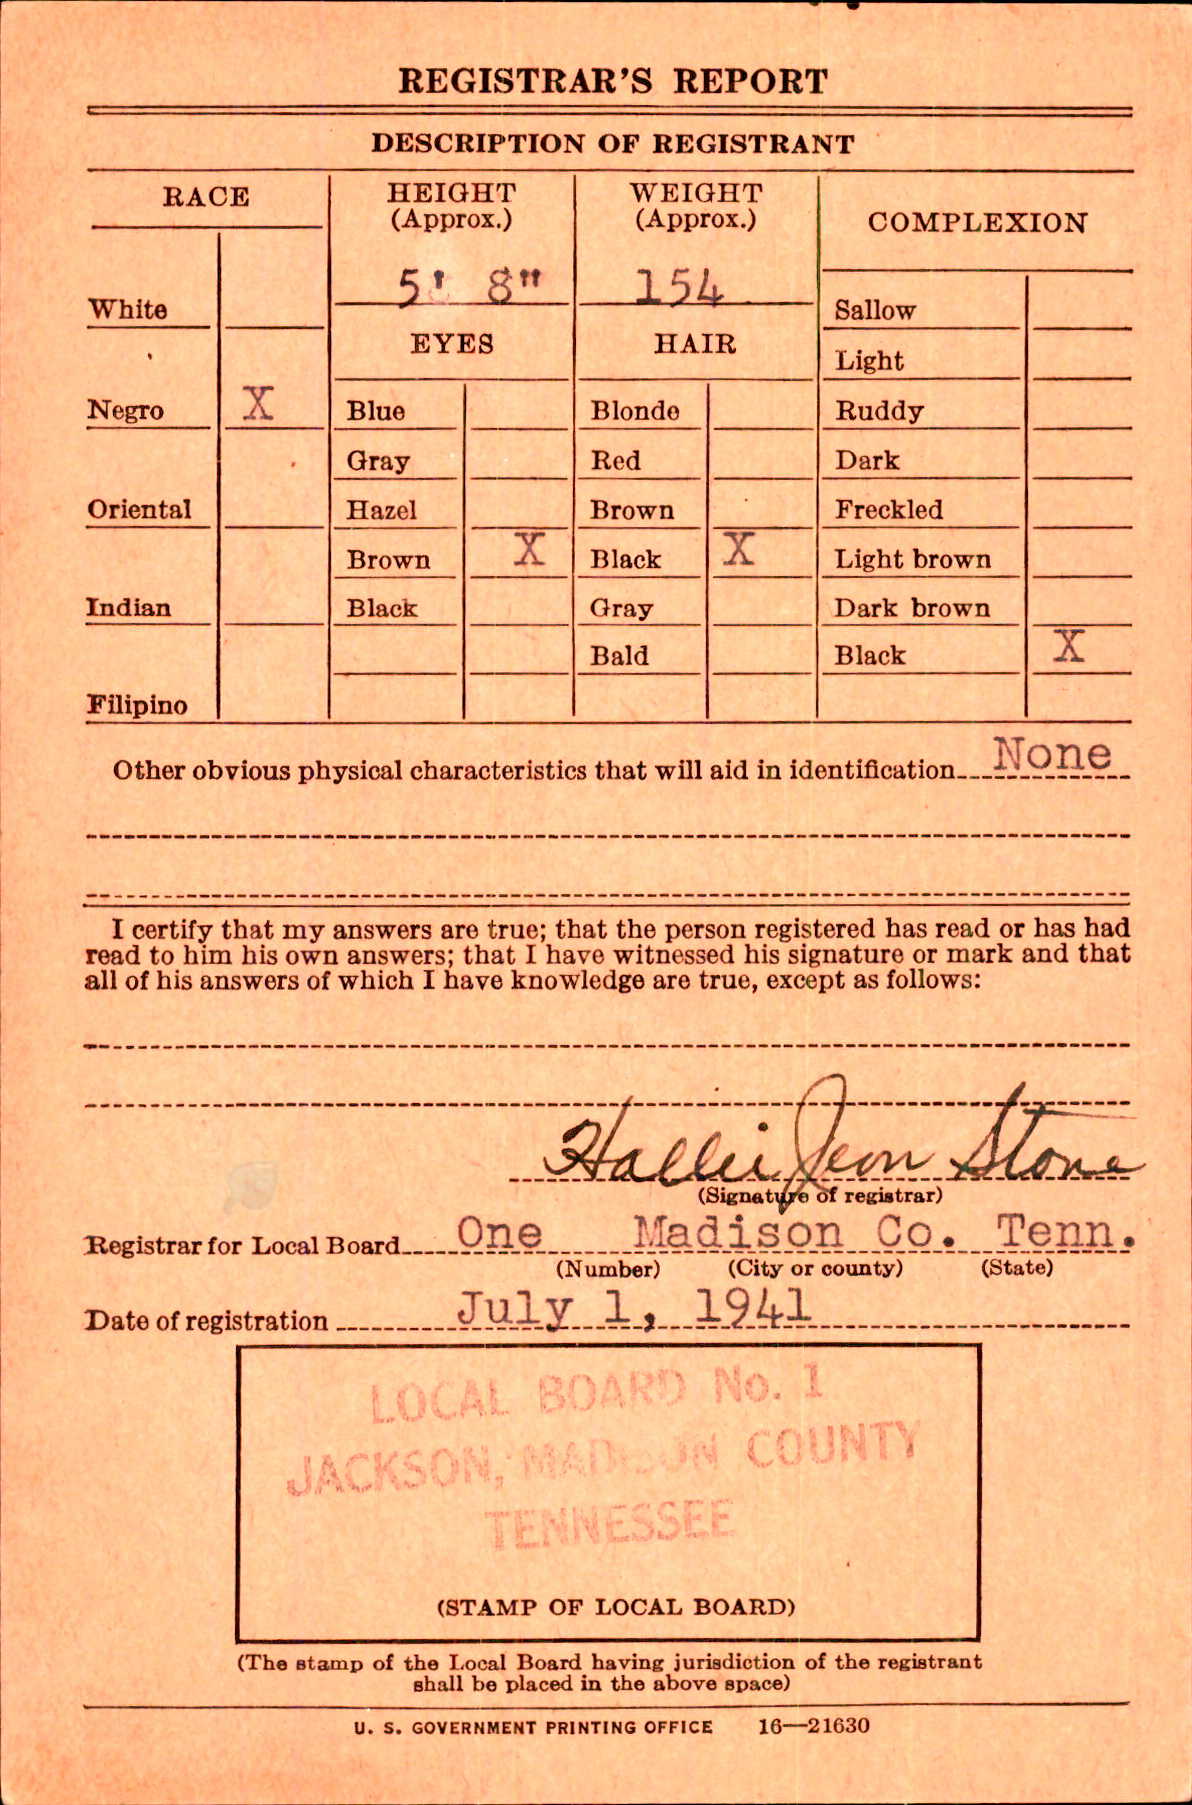 REGISTRAR'S REPORT
DESCRIPTION OF REGISTRANT
RACE
HEIGHT
(Approx.)
WEIGHT
(Approx.)
COMPLEXION
5' 8"
154
White
EYES
HAIR
Sallow
Light
Negro X
Blue
Blonde
Ruddy
Gray
Red
Dark
Oriental
Hazel
Brown
Freckled
Brown X
Black X
Light brown
Indian
Black
Gray
Dark brown
Bald
Black X
Filipino
Other obvious physical characteristics that will aid in identification None
I certify that my answers are true; that the person registered has read or has had
read to him his own answers; that I have witnessed his signature or mark and that
all of his answers of which I have knowledge are true, except as follows:
Hallie Jeon Stone
(Signature of registrar)
Registrar for Local Board One Madison Co. Tenn.
(Number) (City or county) (State)
Date of registration July 1, 1941
LOCAL BOARD No. 1
JACKSON, MADISON COUNTY
TENNESSEE
(STAMP OF LOCAL BOARD)
(The stamp of the Local Board having jurisdiction of the registrant
shall be placed in the above space)
U. S. GOVERNMENT PRINTING OFFICE 16—21630